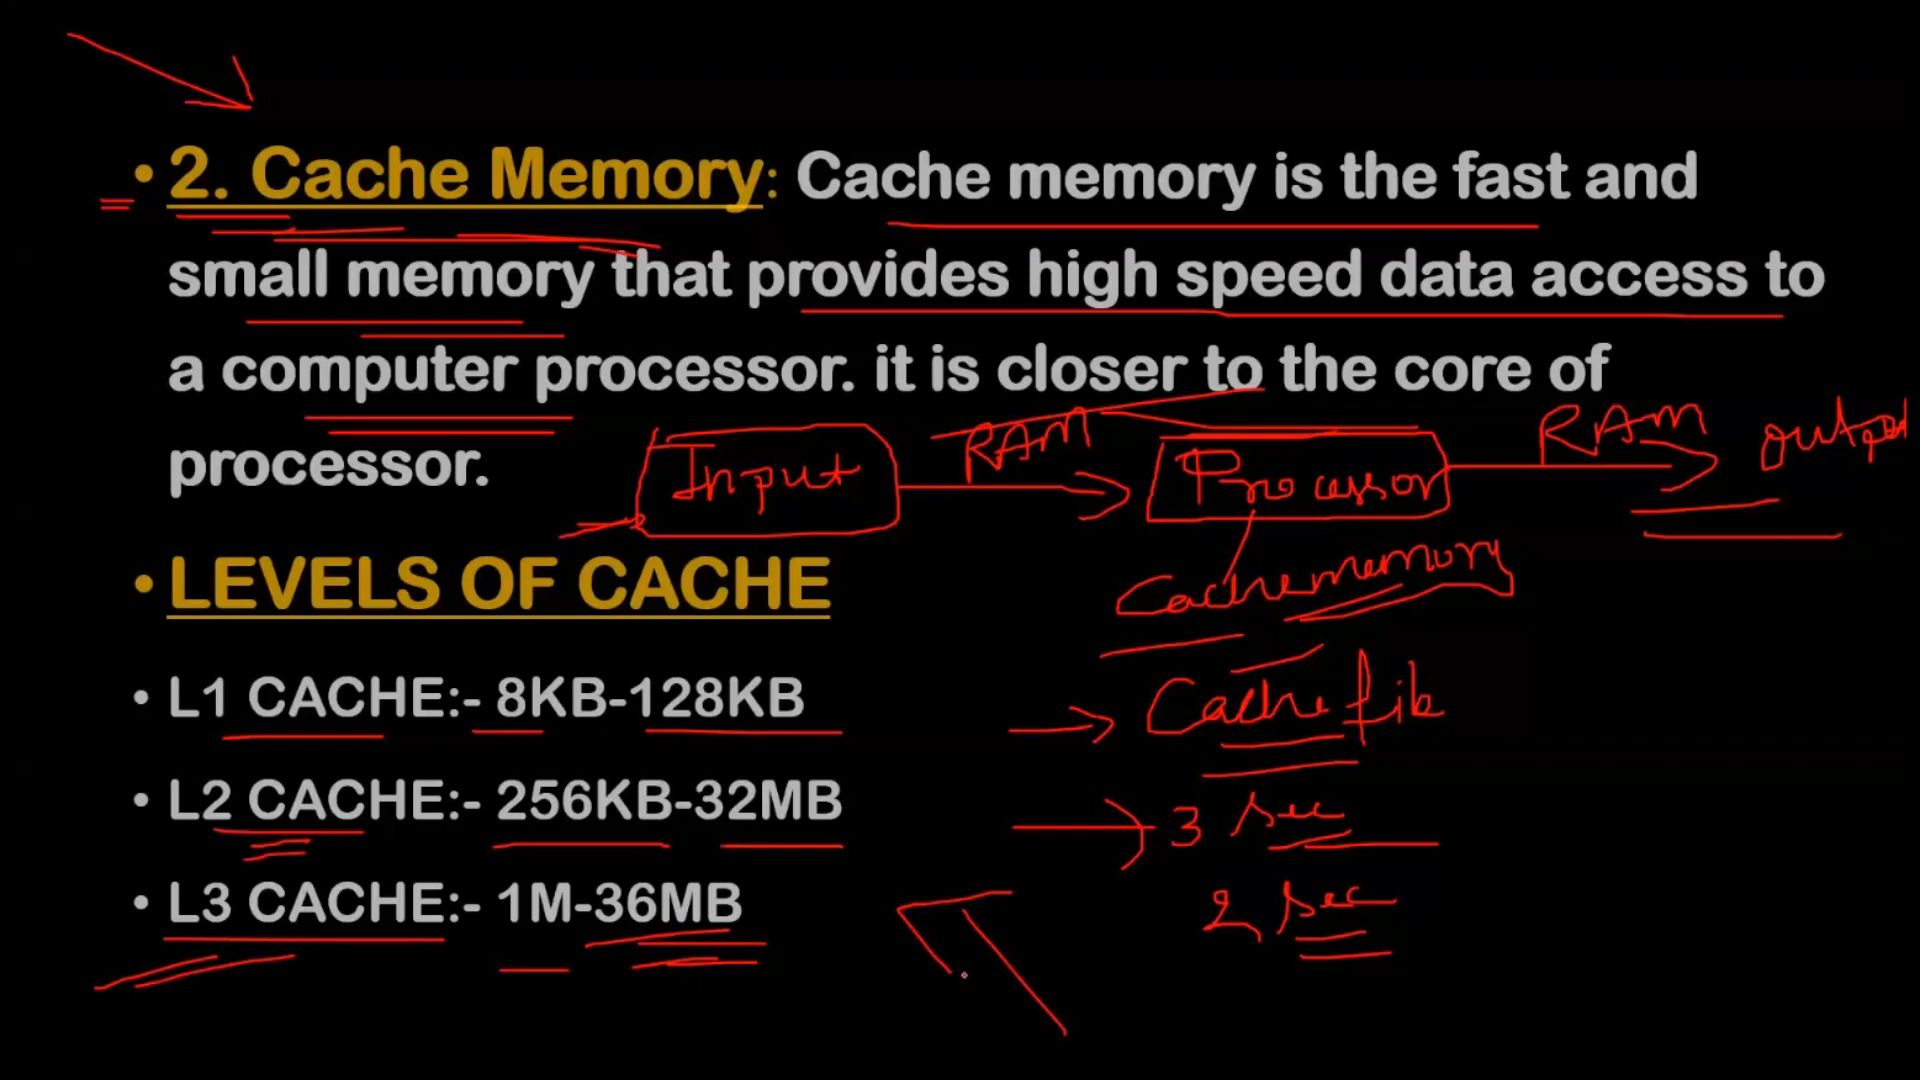 • 2. Cache Memory: Cache memory is the fast and
small memory that provides high speed data access to
a computer processor. it is closer to the core of
processor.
Input RAM Processor RAM output
Cache memory
• LEVELS OF CACHE
• L1 CACHE:- 8KB-128KB
Cache file
• L2 CACHE:- 256KB-32MB
3 sec
• L3 CACHE:- 1M-36MB
2 sec